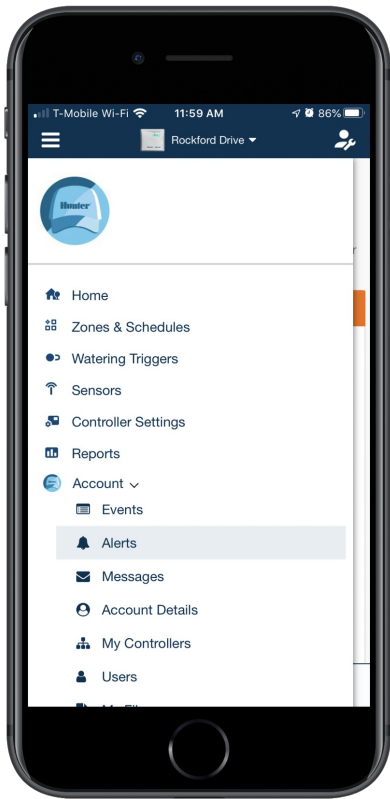 T-Mobile Wi-Fi 11:59 AM 86%
Rockford Drive
Hunter
Home
Zones & Schedules
Watering Triggers
Sensors
Controller Settings
Reports
Account
Events
Alerts
Messages
Account Details
My Controllers
Users